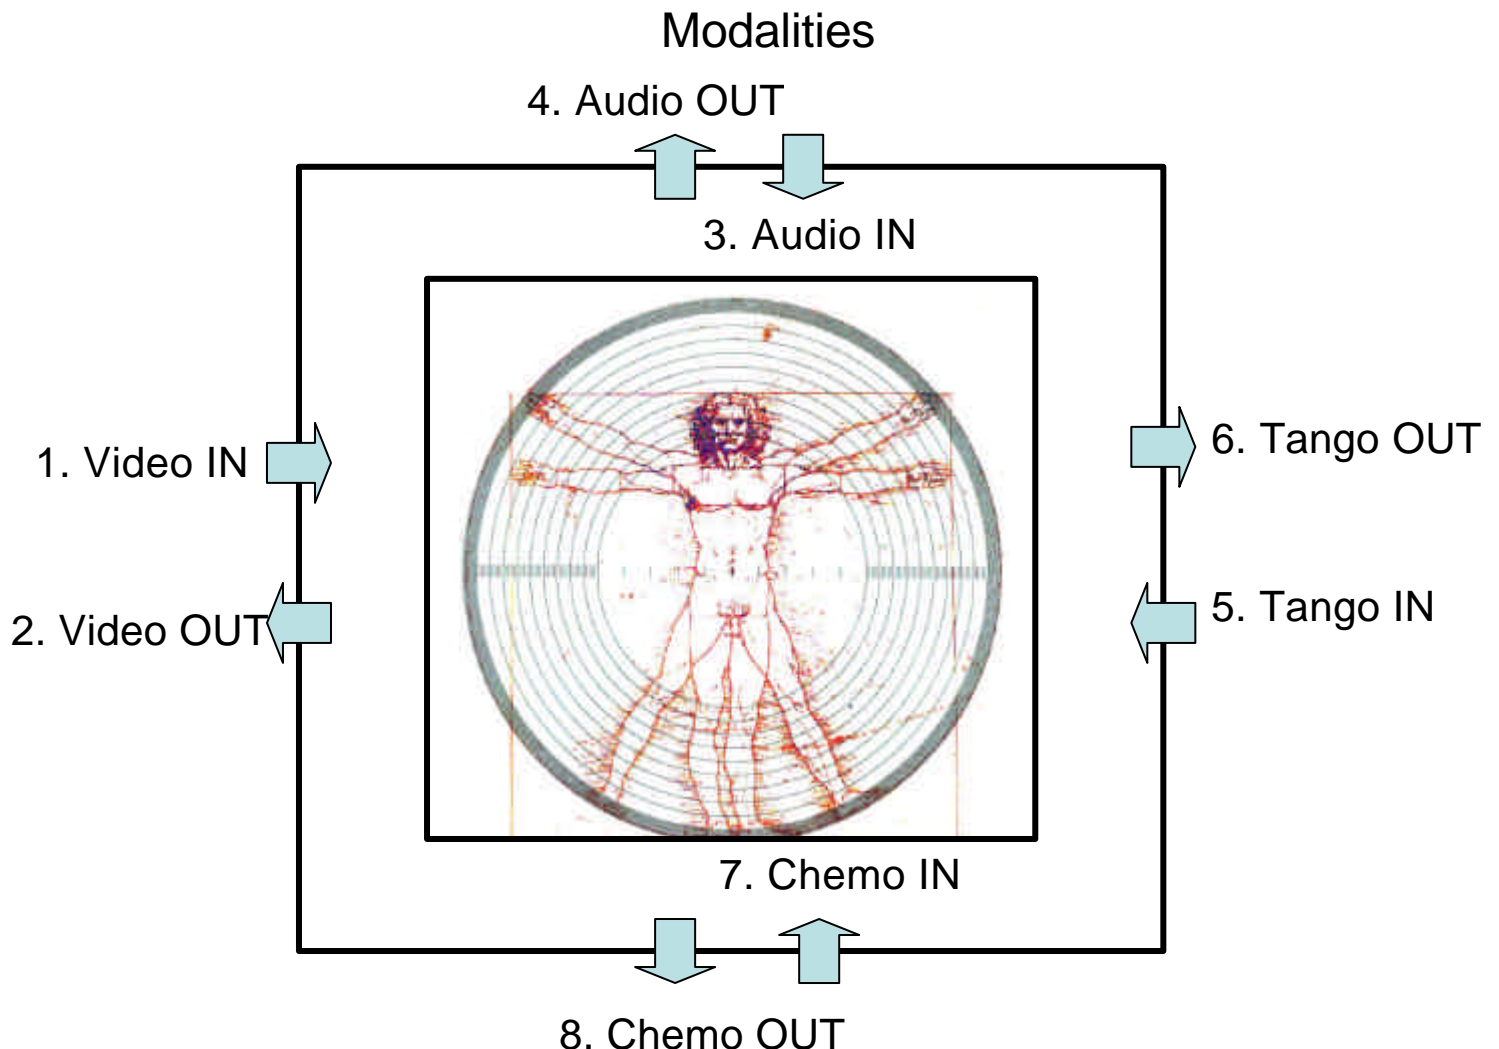 Modalities
4. Audio OUT
3. Audio IN
1. Video IN
6. Tango OUT
2. Video OUT
5. Tango IN
7. Chemo IN
8. Chemo OUT